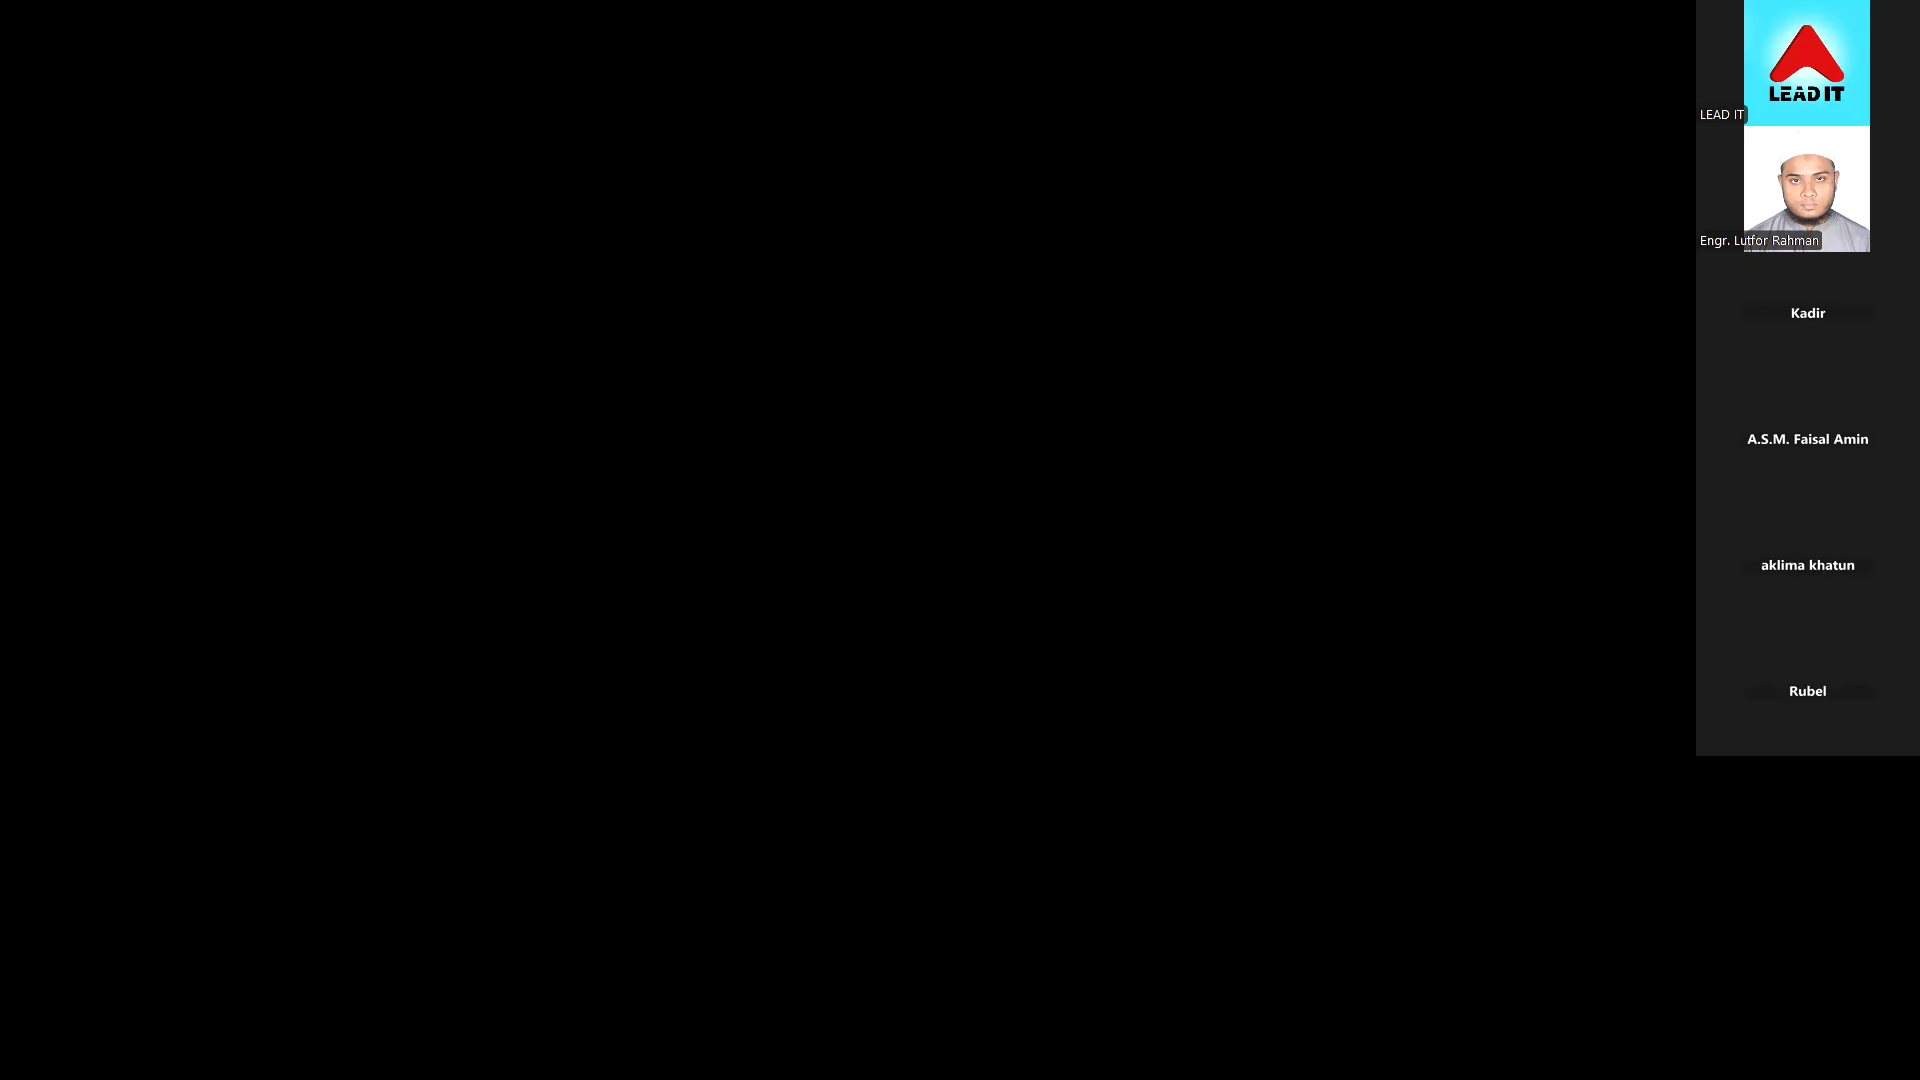 LEAD IT
LEAD IT
Engr. Lutfor Rahman
Kadir
A.S.M. Faisal Amin
aklima khatun
Rubel